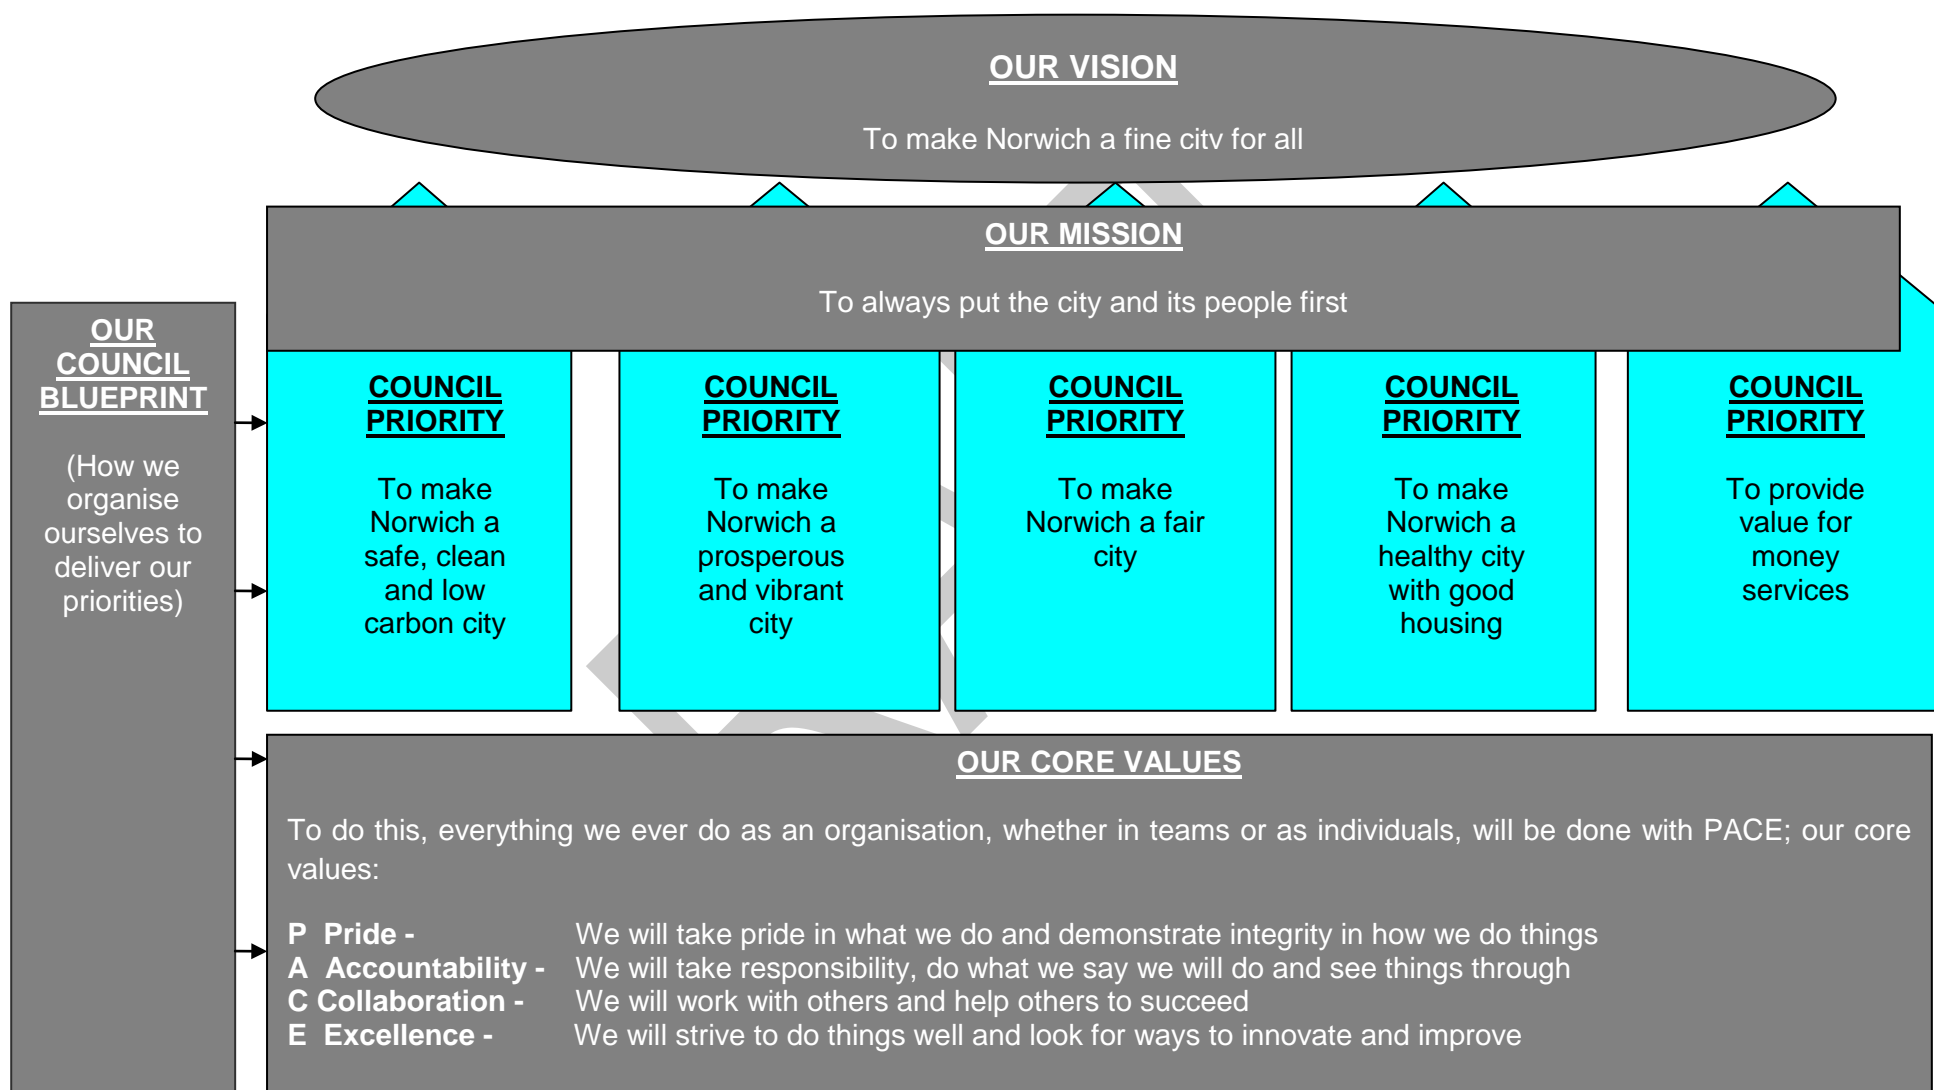 OUR VISION
To make Norwich a fine city for all
OUR MISSION
To always put the city and its people first
OUR
COUNCIL
BLUEPRINT
(How we
organise
ourselves to
deliver our
priorities)
COUNCIL
PRIORITY
To make
Norwich a
safe, clean
and low
carbon city
COUNCIL
PRIORITY
To make
Norwich a
prosperous
and vibrant
city
COUNCIL
PRIORITY
To make
Norwich a fair
city
COUNCIL
PRIORITY
To make
Norwich a
healthy city
with good
housing
COUNCIL
PRIORITY
To provide
value for
money
services
OUR CORE VALUES
To do this, everything we ever do as an organisation, whether in teams or as individuals, will be done with PACE; our core
values:
P Pride - We will take pride in what we do and demonstrate integrity in how we do things
A Accountability - We will take responsibility, do what we say we will do and see things through
C Collaboration - We will work with others and help others to succeed
E Excellence - We will strive to do things well and look for ways to innovate and improve